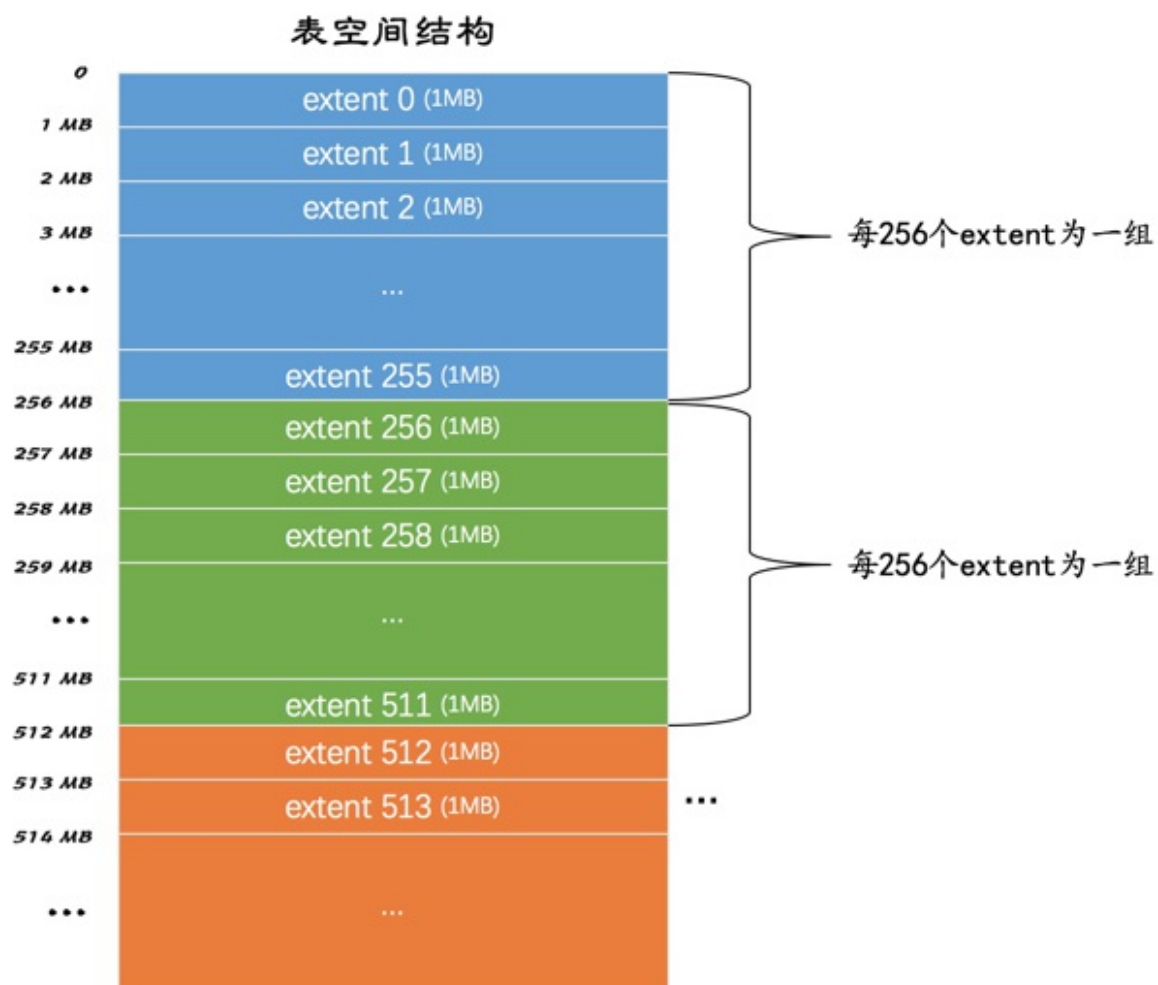 表空间结构
0
extent 0 (1MB)
1 MB
extent 1 (1MB)
2 MB
extent 2 (1MB)
3 MB
每256个extent为一组
...
...
255 MB
extent 255 (1MB)
256 MB
extent 256 (1MB)
257 MB
extent 257 (1MB)
258 MB
extent 258 (1MB)
259 MB
每256个extent为一组
...
...
511 MB
extent 511 (1MB)
512 MB
extent 512 (1MB)
513 MB
extent 513 (1MB)
...
514 MB
...
...